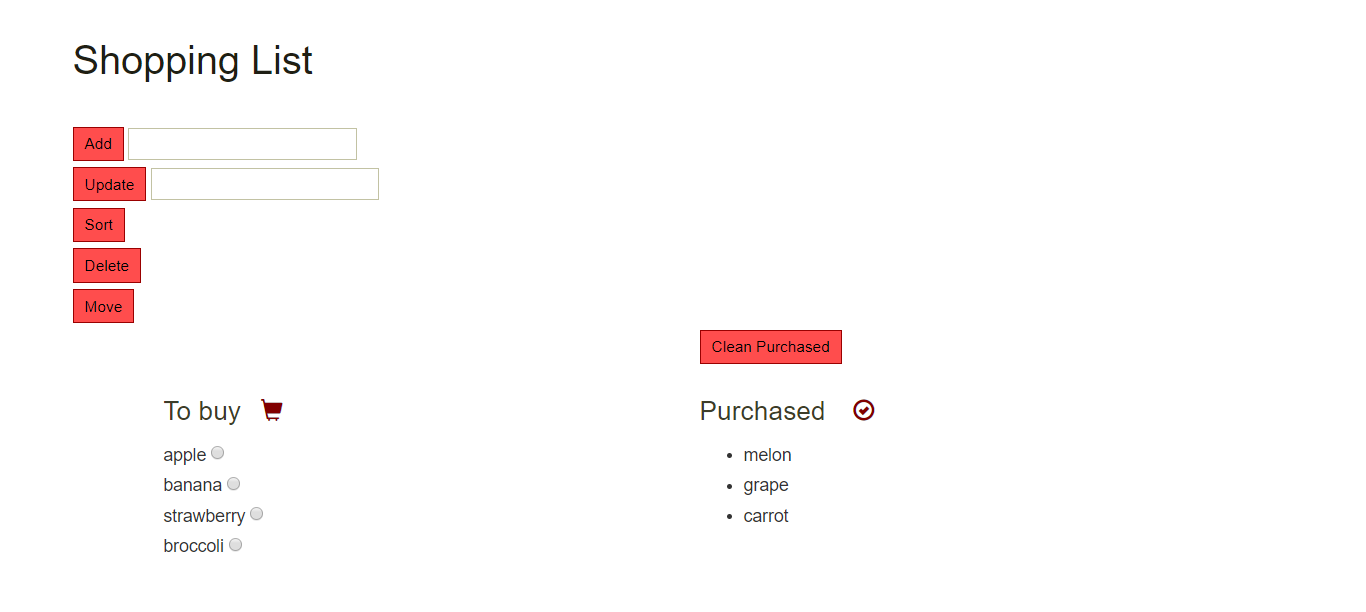 Shopping List
Add
Update
Sort
Delete
Move
Clean Purchased
To buy
apple
banana
strawberry
broccoli
Purchased
melon
grape
carrot